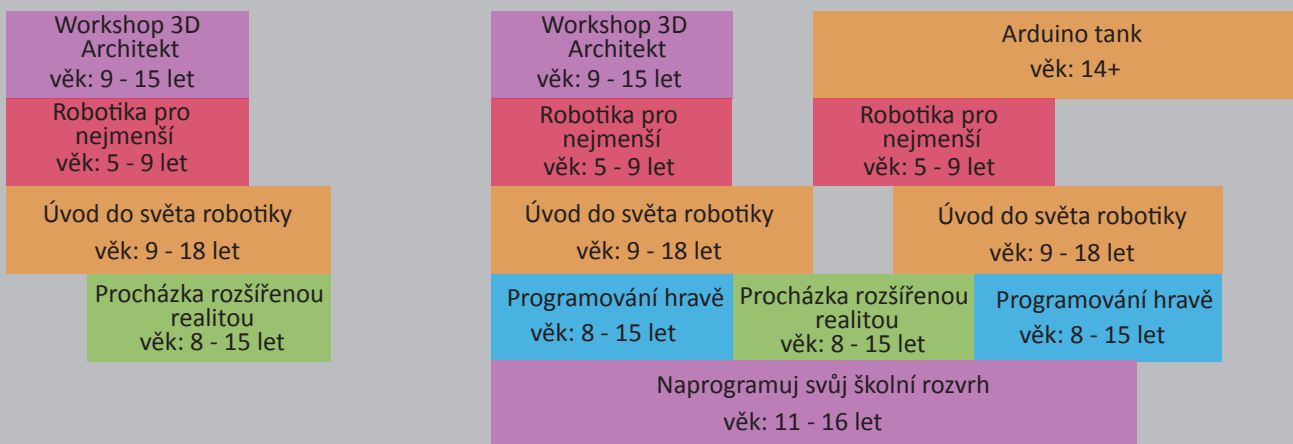 Workshop 3D
Architekt
věk: 9 - 15 let
Workshop 3D
Architekt
věk: 9 - 15 let
Arduino tank
věk: 14+
Robotika pro
nejmenší
věk: 5 - 9 let
Robotika pro
nejmenší
věk: 5 - 9 let
Robotika pro
nejmenší
věk: 5 - 9 let
Úvod do světa robotiky
věk: 9 - 18 let
Úvod do světa robotiky
věk: 9 - 18 let
Úvod do světa robotiky
věk: 9 - 18 let
Procházka rozšířenou
realitou
věk: 8 - 15 let
Programování hravě
věk: 8 - 15 let
Procházka rozšířenou
realitou
věk: 8 - 15 let
Programování hravě
věk: 8 - 15 let
Naprogramuj svůj školní rozvrh
věk: 11 - 16 let